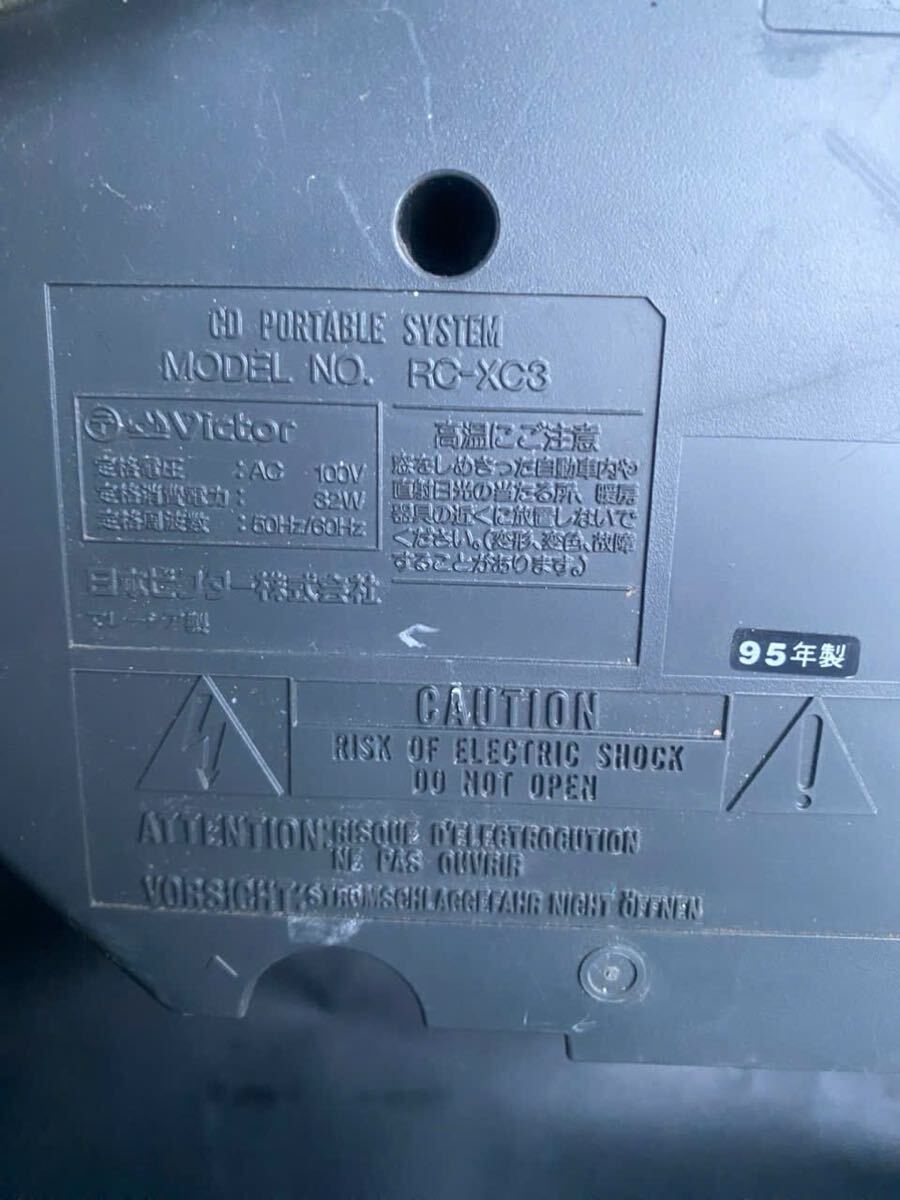 CD PORTABLE SYSTEM
MODEL NO. RC-XC3
Victor
定格電圧 : AC 100V
定格消費電力 : 32W
定格周波数 : 50Hz/60Hz
日本ビクター株式会社
マレーシア製
高温にご注意
窓をしめきった自動車内や
直射日光の当たる所、暖房
器具の近くに放置しないで
ください。(変形、変色、故障
することがあります。)
95年製
CAUTION
RISK OF ELECTRIC SHOCK
DO NOT OPEN
ATTENTION: RISQUE D'ELECTROCUTION
NE PAS OUVRIR
VORSICHT: STROMSCHLAGGEFAHR NICHT ÖFFNEN